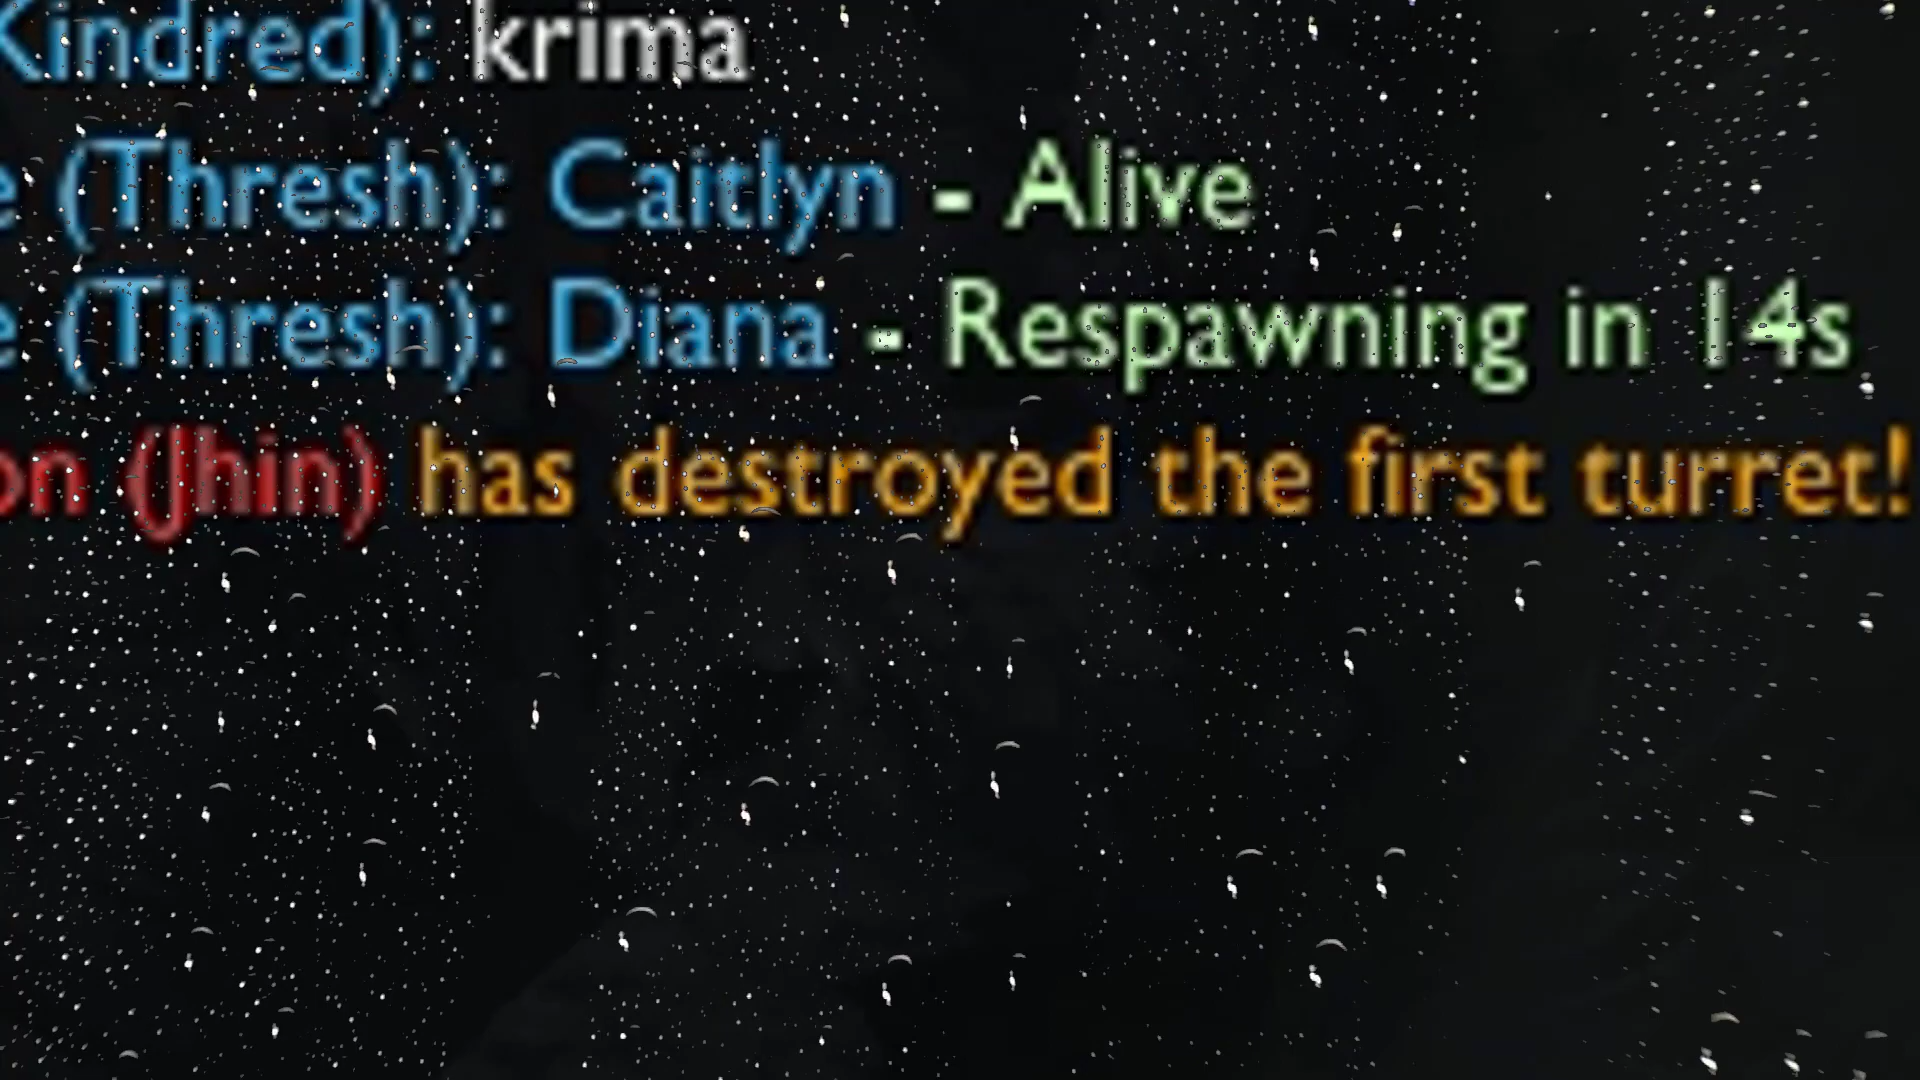 Kindred): krima
e (Thresh): Caitlyn - Alive
e (Thresh): Diana - Respawning in 14s
on (Jhin) has destroyed the first turret!